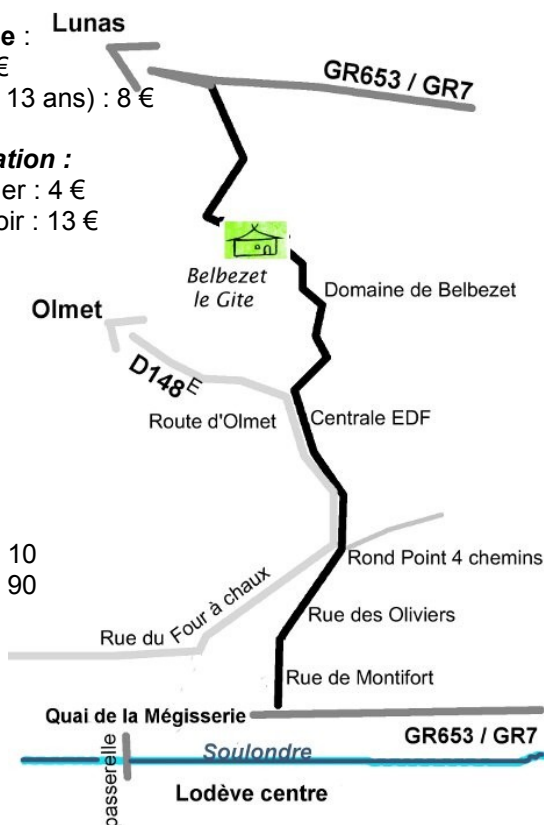 Lunas
e :
€
13 ans) : 8 €
GR653 / GR7
ation :
er : 4 €
oir : 13 €
Belbezet
le Gite
Domaine de Belbezet
Olmet
D148E
Route d'Olmet
Centrale EDF
10
90
Rond Point 4 chemins
Rue du Four à chaux
Rue des Oliviers
Rue de Montifort
Quai de la Mégisserie
GR653 / GR7
passerelle
Soulondre
Lodève centre